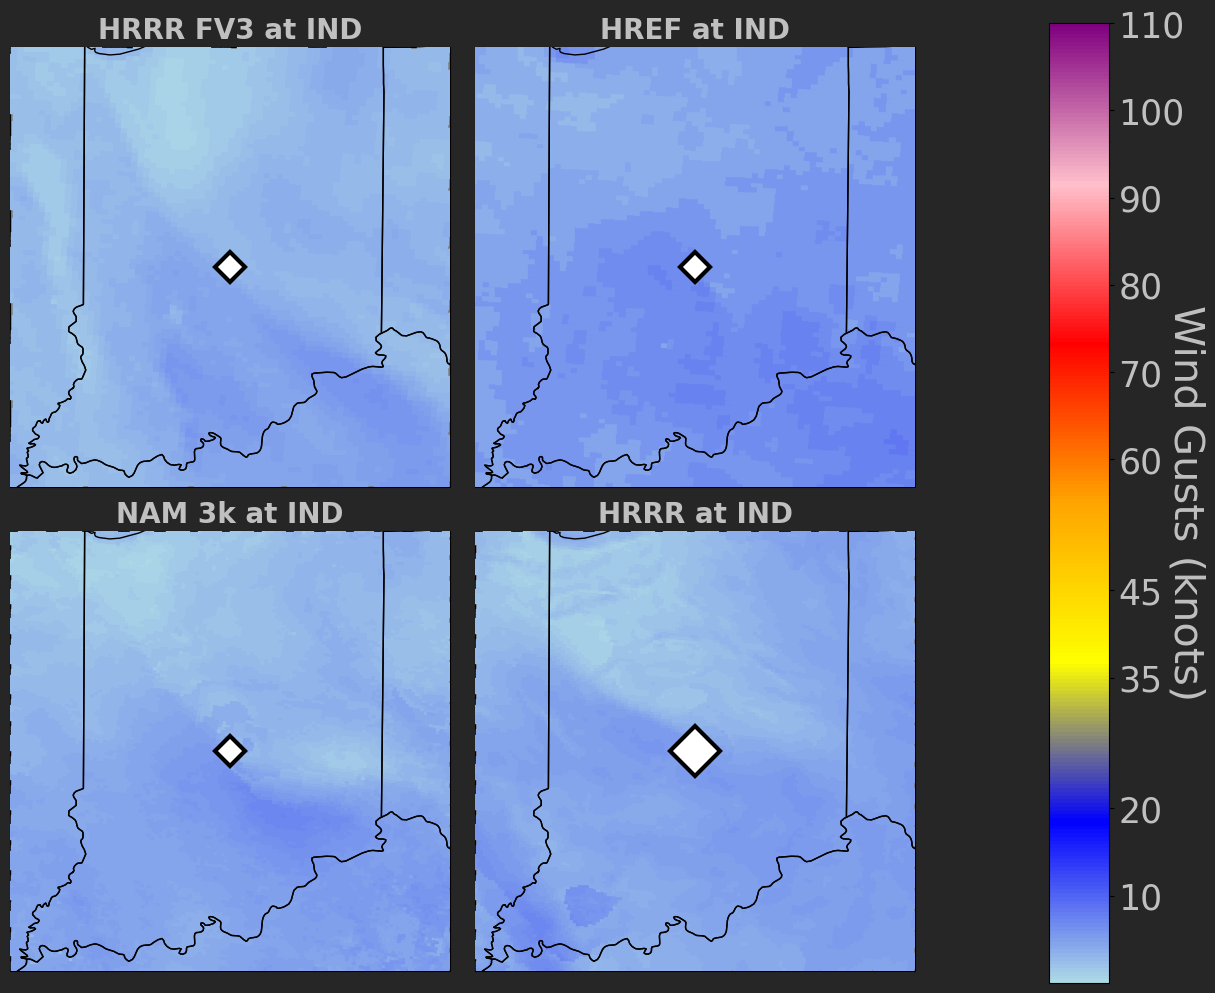 HRRR FV3 at IND
HREF at IND
NAM 3k at IND
HRRR at IND
110
100
90
80
70
60
45
35
20
10
Wind Gusts (knots)